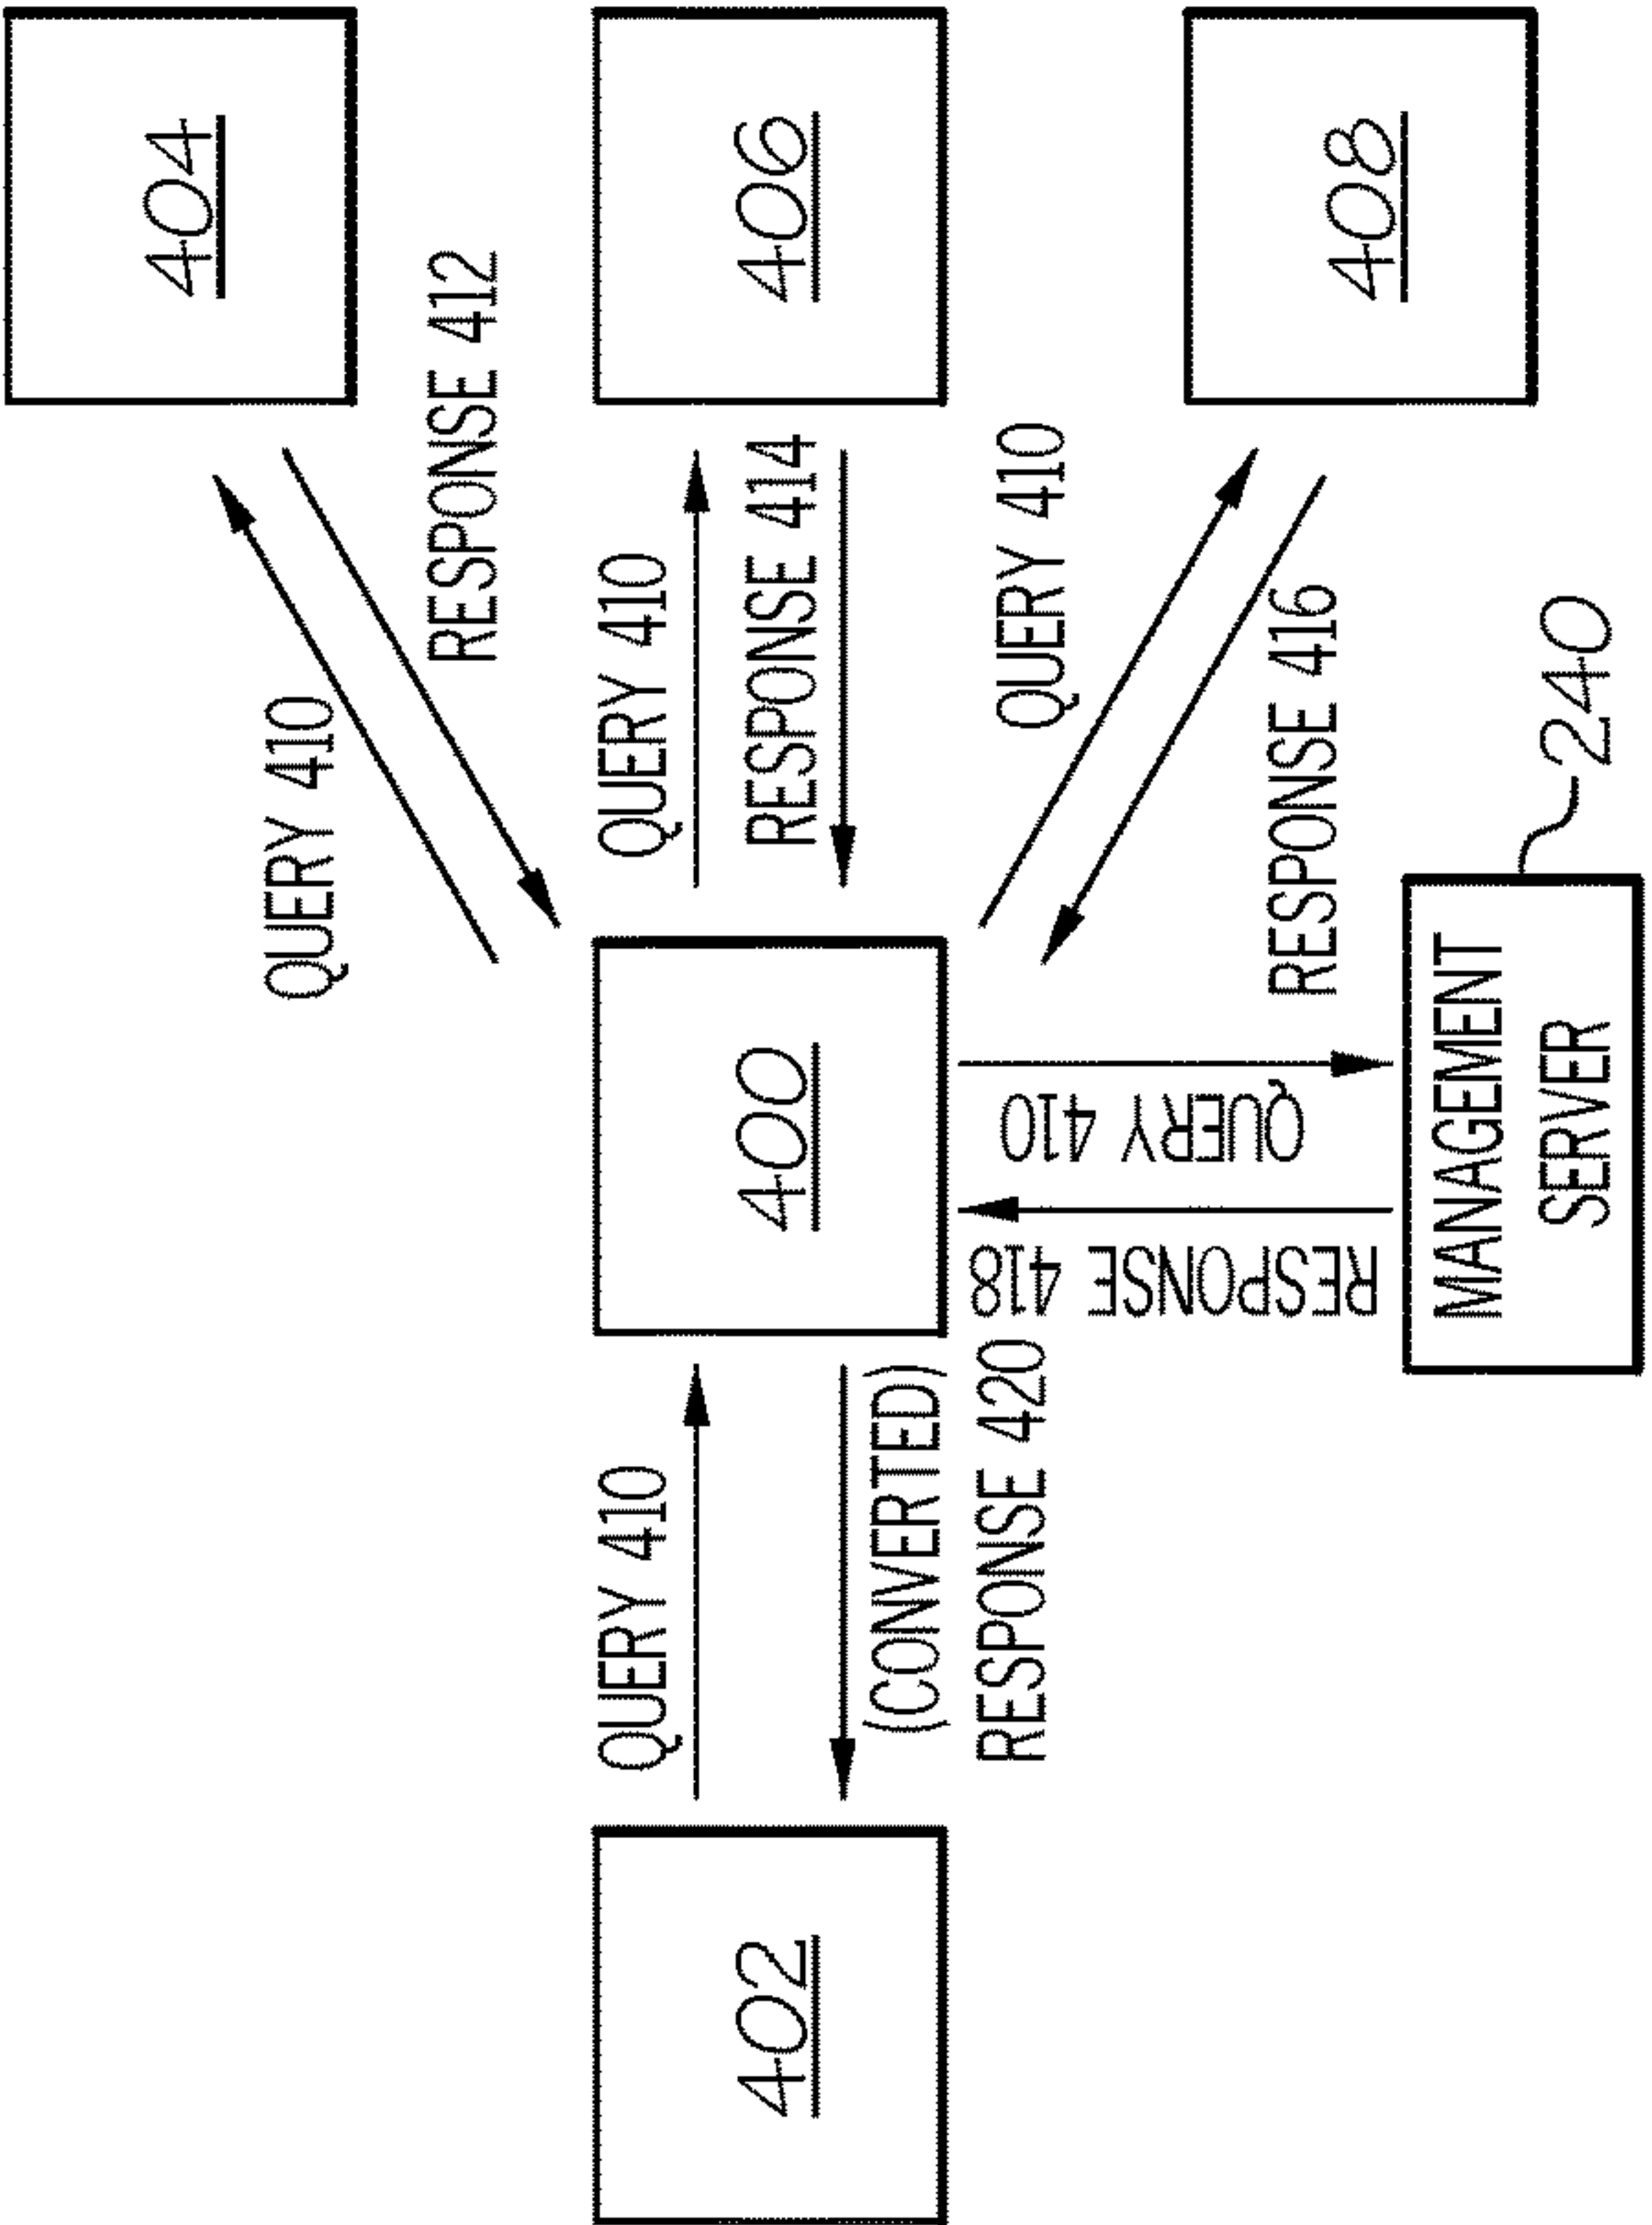 404
QUERY 410
RESPONSE 412
402
QUERY 410
(CONVERTED)
RESPONSE 420
400
QUERY 410
RESPONSE 414
406
QUERY 410
RESPONSE 416
408
RESPONSE 418
QUERY 410
MANAGEMENT
SERVER
240